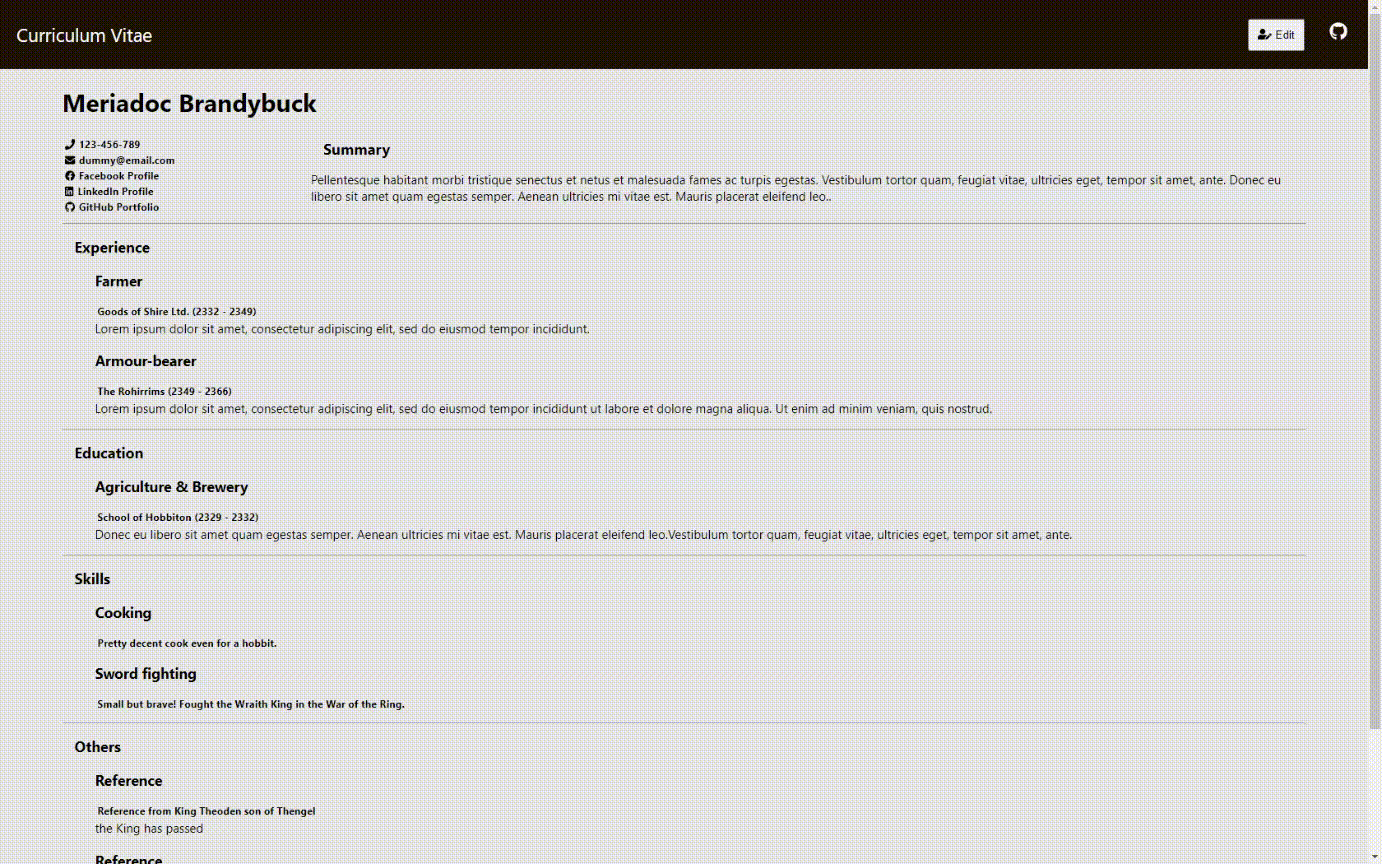 Curriculum Vitae
Edit
Meriadoc Brandybuck
123-456-789
dummy@email.com
Facebook Profile
LinkedIn Profile
GitHub Portfolio
Summary
Pellentesque habitant morbi tristique senectus et netus et malesuada fames ac turpis egestas. Vestibulum tortor quam, feugiat vitae, ultricies eget, tempor sit amet, ante. Donec eu
libero sit amet quam egestas semper. Aenean ultricies mi vitae est. Mauris placerat eleifend leo..
Experience
Farmer
Goods of Shire Ltd. (2332 - 2349)
Lorem ipsum dolor sit amet, consectetur adipiscing elit, sed do eiusmod tempor incididunt.
Armour-bearer
The Rohirrims (2349 - 2366)
Lorem ipsum dolor sit amet, consectetur adipiscing elit, sed do eiusmod tempor incididunt ut labore et dolore magna aliqua. Ut enim ad minim veniam, quis nostrud.
Education
Agriculture & Brewery
School of Hobbiton (2329 - 2332)
Donec eu libero sit amet quam egestas semper. Aenean ultricies mi vitae est. Mauris placerat eleifend leo.Vestibulum tortor quam, feugiat vitae, ultricies eget, tempor sit amet, ante.
Skills
Cooking
Pretty decent cook even for a hobbit.
Sword fighting
Small but brave! Fought the Wraith King in the War of the Ring.
Others
Reference
Reference from King Theoden son of Thengel
the King has passed
Reference